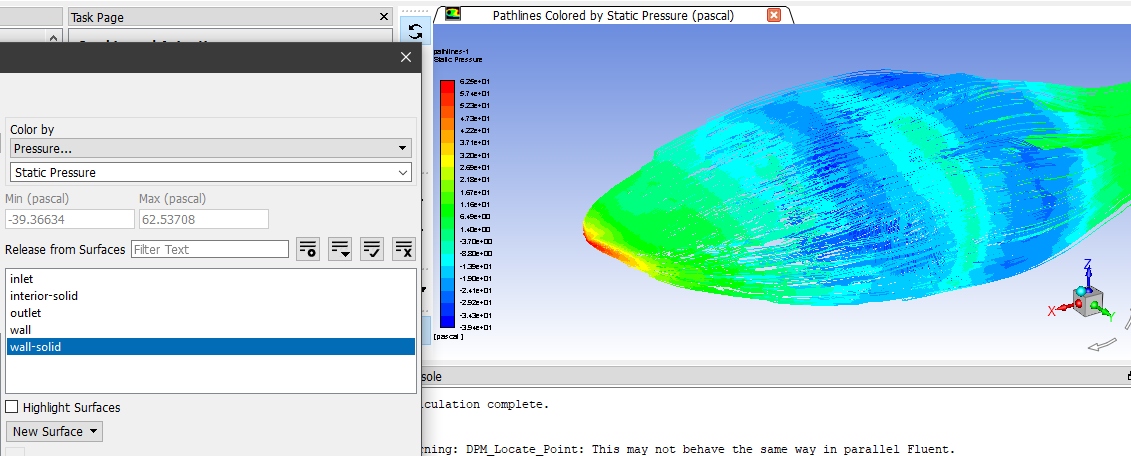 Task Page
Pathlines Colored by Static Pressure (pascal)
pathlines-1
Static Pressure
6.25e+01
5.74e+01
5.23e+01
4.73e+01
4.22e+01
3.71e+01
3.20e+01
2.69e+01
2.18e+01
1.67e+01
1.16e+01
6.49e+00
1.40e+00
-3.70e+00
-8.80e+00
-1.39e+01
-1.90e+01
-2.41e+01
-2.92e+01
-3.43e+01
-3.94e+01
[pascal]
Color by
Pressure...
Static Pressure
Min (pascal)
Max (pascal)
-39.36634
62.53708
Release from Surfaces
Filter Text
inlet
interior-solid
outlet
wall
wall-solid
Highlight Surfaces
New Surface
Z
X
Y
sole
culation complete.
rning: DPM_Locate_Point: This may not behave the same way in parallel Fluent.